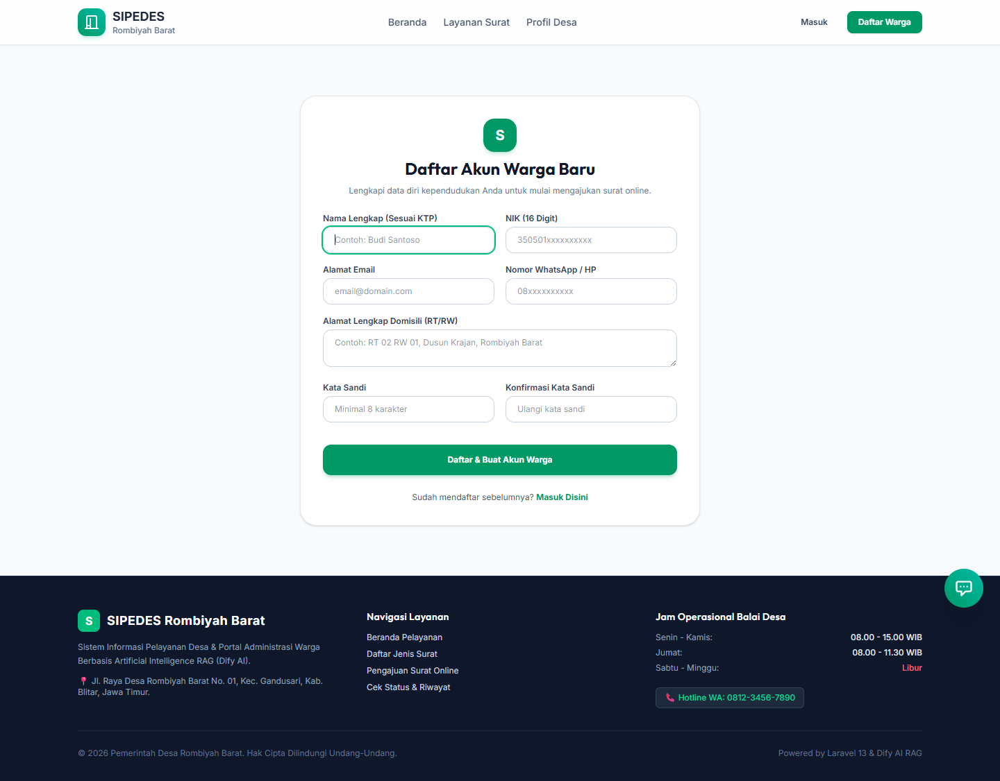 SIPEDES
Rombiyah Barat
Beranda
Layanan Surat
Profil Desa
Masuk
Daftar Warga
S
Daftar Akun Warga Baru
Lengkapi data diri kependudukan Anda untuk mulai mengajukan surat online.
Nama Lengkap (Sesuai KTP)
NIK (16 Digit)
Contoh: Budi Santoso
350501xxxxxxxxxx
Alamat Email
Nomor WhatsApp / HP
email@domain.com
08xxxxxxxxxx
Alamat Lengkap Domisili (RT/RW)
Contoh: RT 02 RW 01, Dusun Krajan, Rombiyah Barat
Kata Sandi
Konfirmasi Kata Sandi
Minimal 8 karakter
Ulangi kata sandi
Daftar & Buat Akun Warga
Sudah mendaftar sebelumnya? Masuk Disini
S
SIPEDES Rombiyah Barat
Sistem Informasi Pelayanan Desa & Portal Administrasi Warga
Berbasis Artificial Intelligence RAG (Dify AI).
📍 Jl. Raya Desa Rombiyah Barat No. 01, Kec. Gandusari, Kab.
Blitar, Jawa Timur.
Navigasi Layanan
Beranda Pelayanan
Daftar Jenis Surat
Pengajuan Surat Online
Cek Status & Riwayat
Jam Operasional Balai Desa
Senin - Kamis: 08.00 - 15.00 WIB
Jumat: 08.00 - 11.30 WIB
Sabtu - Minggu: Libur
📞 Hotline WA: 0812-3456-7890
© 2026 Pemerintah Desa Rombiyah Barat. Hak Cipta Dilindungi Undang-Undang.
Powered by Laravel 13 & Dify AI RAG